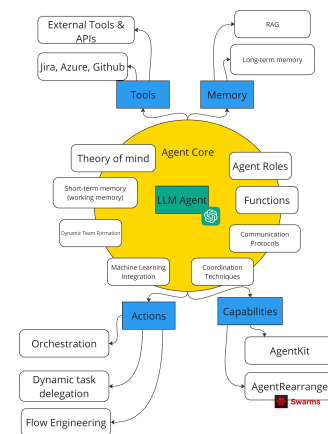 External Tools &
APIs
RAG
Jira, Azure, Github
Long-term memory
Tools
Memory
Agent Core
Theory of mind
Agent Roles
Short-term memory
(working memory)
LLM Agent
Functions
Dynamic Team Formation
Communication
Protocols
Machine Learning
Integration
Coordination
Techniques
Actions
Capabilities
Orchestration
AgentKit
Dynamic task
delegation
AgentRearrange
Swarms
Flow Engineering